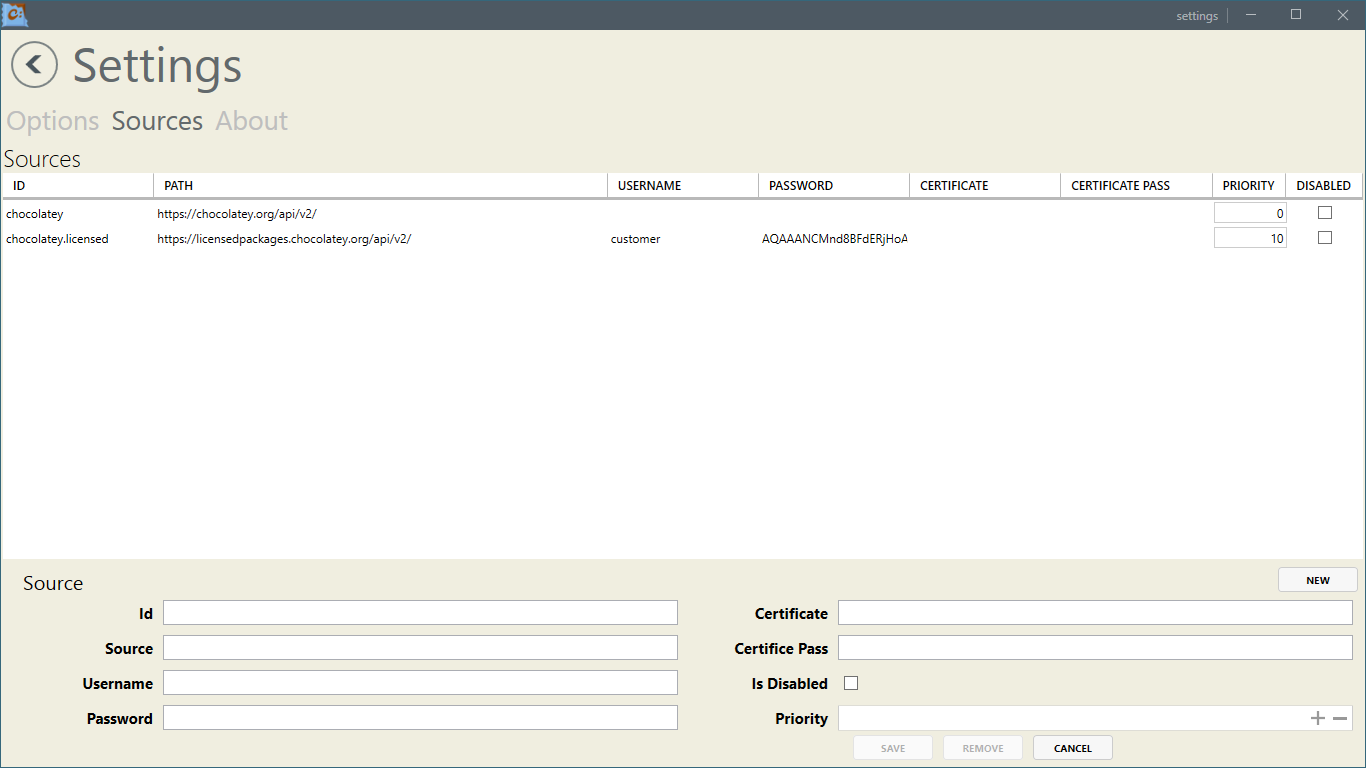 settings
Settings
Options Sources About
Sources
ID PATH USERNAME PASSWORD CERTIFICATE CERTIFICATE PASS PRIORITY DISABLED
chocolatey https://chocolatey.org/api/v2/ 0
chocolatey.licensed https://licensedpackages.chocolatey.org/api/v2/ customer AQAAANCMnd8BFdERjHoA 10
Source NEW
Id Certificate
Source Certifice Pass
Username Is Disabled
Password Priority
SAVE REMOVE CANCEL